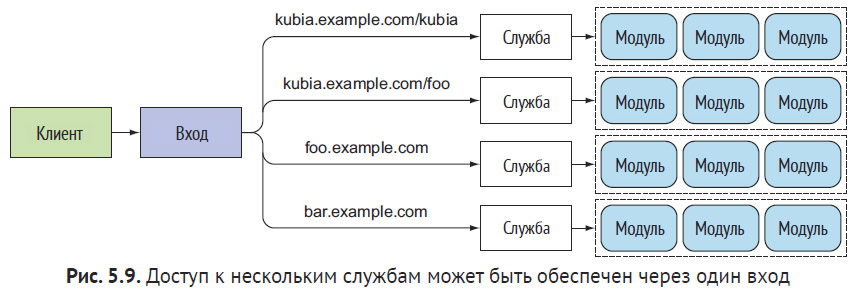 kubia.example.com/kubia
Служба
Модуль Модуль Модуль
kubia.example.com/foo
Служба
Модуль Модуль Модуль
Клиент
Вход
foo.example.com
Служба
Модуль Модуль Модуль
bar.example.com
Служба
Модуль Модуль Модуль
Рис. 5.9. Доступ к нескольким службам может быть обеспечен через один вход